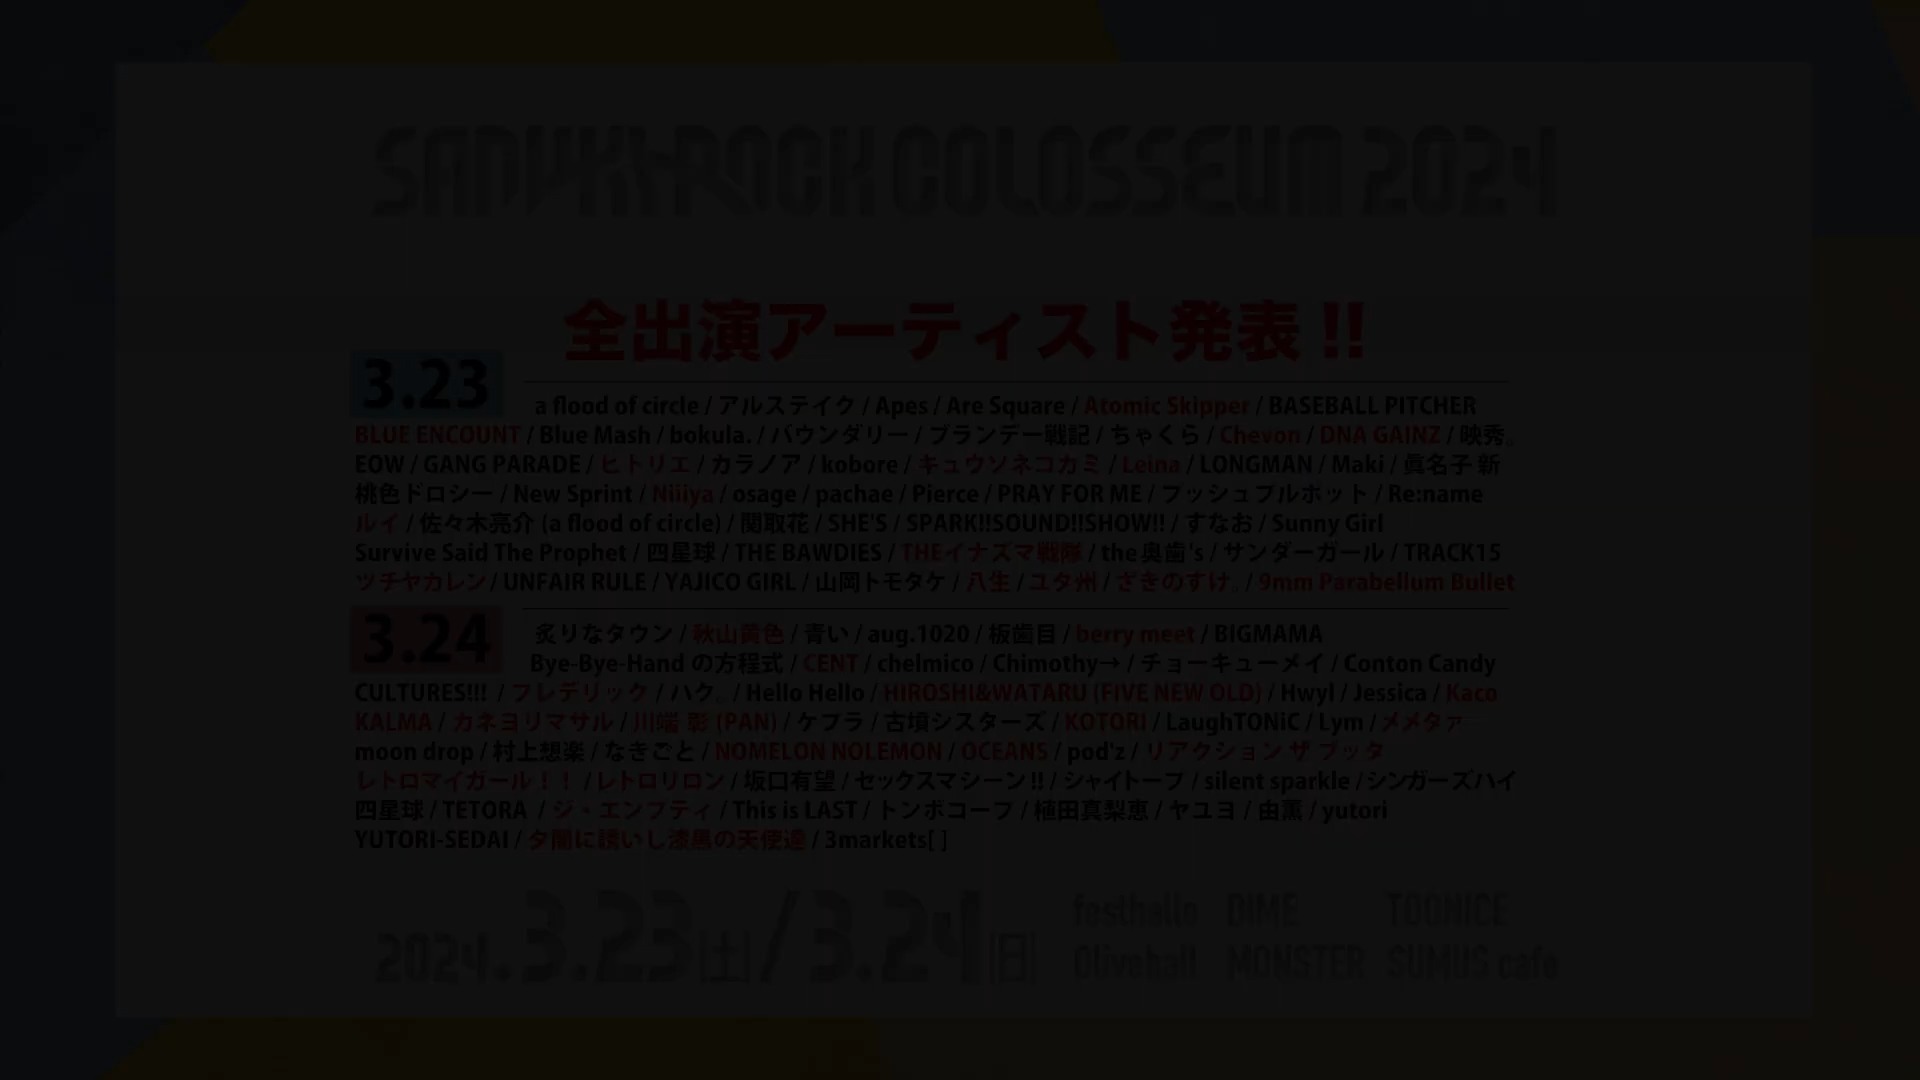 SANUKI ROCK COLOSSEUM 2024
全出演アーティスト発表!!
3.23
a flood of circle / アルステイク / Apes / Are Square / Atomic Skipper / BASEBALL PITCHER
BLUE ENCOUNT / Blue Mash / bokula. / バウンダリー / ブランデー戦記 / ちゃくら / Chevon / DNA GAINZ / 映秀。
EOW / GANG PARADE / ヒトリエ / カラノア / kobore / キュウソネコカミ / Leina / LONGMAN / Maki / 眞名子 新
桃色ドロシー / New Sprint / Niiiya / osage / pachae / Pierce / PRAY FOR ME / プッシュプルポット / Re:name
ルイ / 佐々木亮介 (a flood of circle) / 関取花 / SHE'S / SPARK!!SOUND!!SHOW!! / すなお / Sunny Girl
Survive Said The Prophet / 四星球 / THE BAWDIES / THEイナズマ戦隊 / the奥歯's / サンダーガール / TRACK15
ツチヤカレン / UNFAIR RULE / YAJICO GIRL / 山岡トモタケ / 八生 / ユタ州 / ざきのすけ。 / 9mm Parabellum Bullet
3.24
炙りなタウン / 秋山黄色 / 青い / aug.1020 / 板歯目 / berry meet / BIGMAMA
Bye-Bye-Handの方程式 / CENT / chelmico / Chimothy→ / チョーキューメイ / Conton Candy
CULTURES!!! / フレデリック / ハク。 / Hello Hello / HIROSHI&WATARU (FIVE NEW OLD) / Hwyl / Jessica / Kaco
KALMA / カネヨリマサル / 川端 彰 (PAN) / ケプラ / 古墳シスターズ / KOTORI / LaughTONiC / Lym / メメタァ
moon drop / 村上想楽 / なきごと / NOMELON NOLEMON / OCEANS / pod'z / リアクション ザ ブッタ
レトロマイガール！！ / レトロリロン / 坂口有望 / セックスマシーン!! / シャイトープ / silent sparkle / シンガーズハイ
四星球 / TETORA / ジ・エンプティ / This is LAST / トンボコープ / 植田真梨恵 / ヤユヨ / 由薫 / yutori
YUTORI-SEDAI / 夕闇に誘いし漆黒の天使達 / 3markets[ ]
2024.3.23[土]/3.24[日]
festhalle DIME TOONICE
Olivehall MONSTER SUMUS cafe